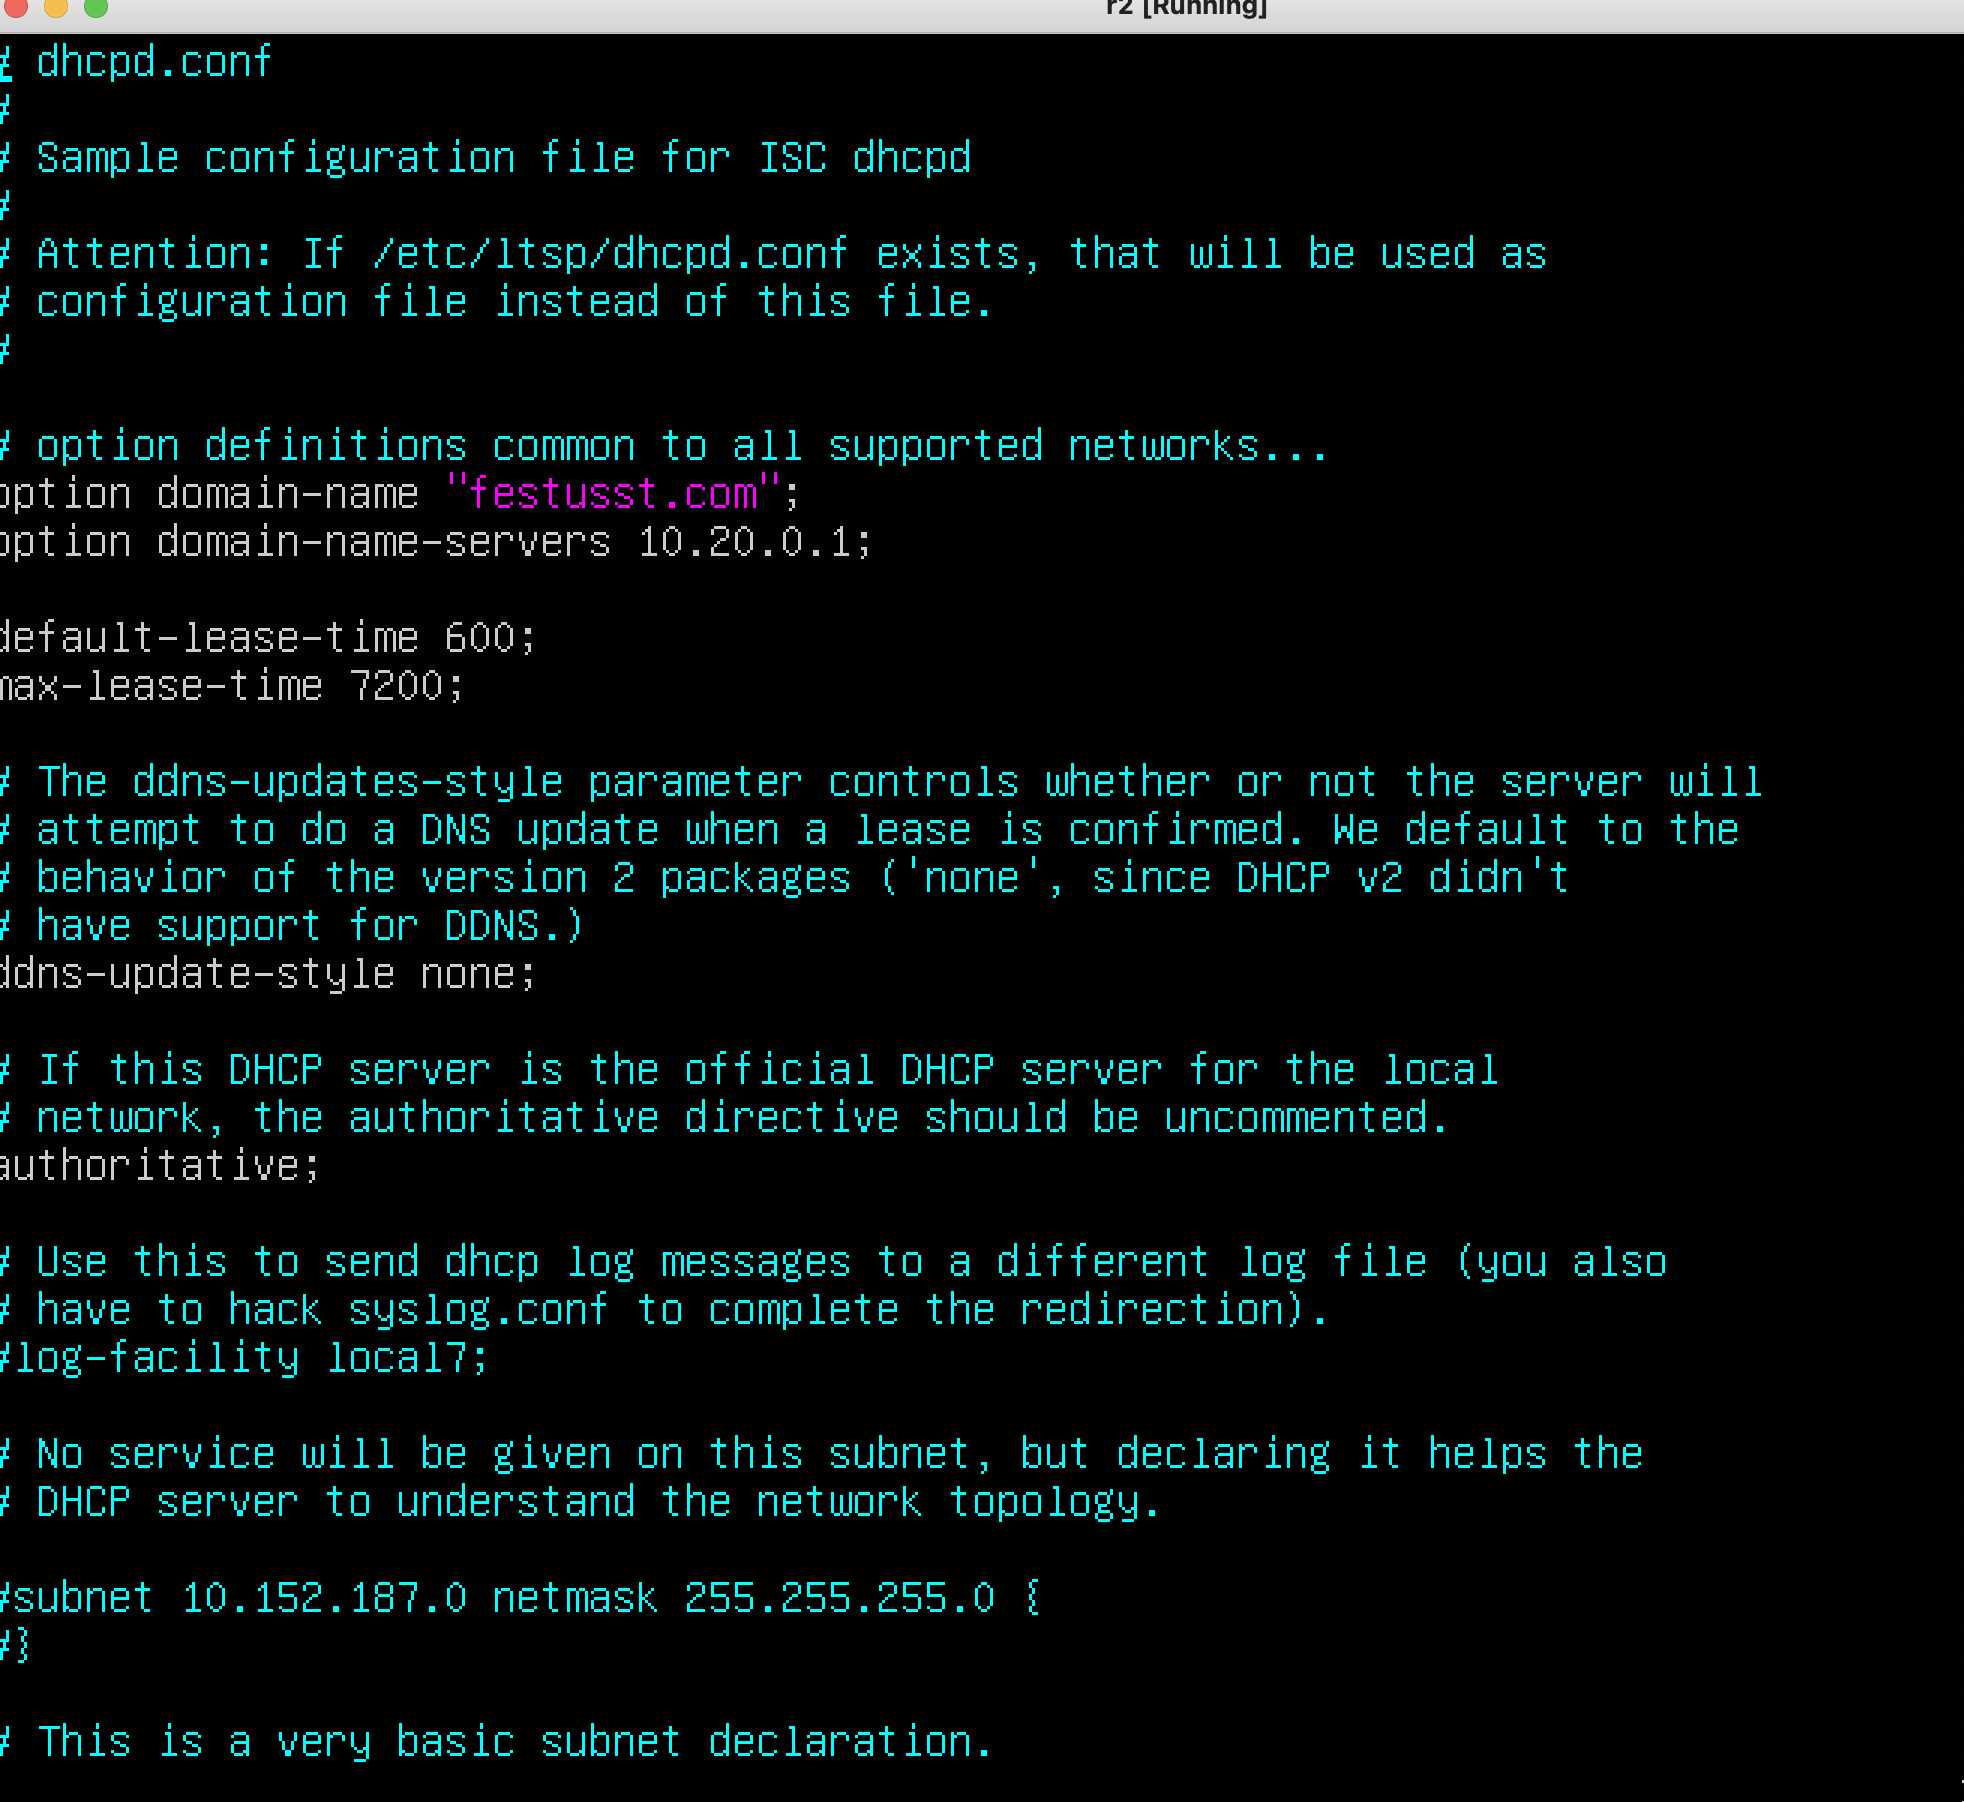 r2 [Running]
# dhcpd.conf
#
# Sample configuration file for ISC dhcpd
#
# Attention: If /etc/ltsp/dhcpd.conf exists, that will be used as
# configuration file instead of this file.
#
# option definitions common to all supported networks...
option domain-name "festusst.com";
option domain-name-servers 10.20.0.1;
default-lease-time 600;
max-lease-time 7200;
# The ddns-updates-style parameter controls whether or not the server will
# attempt to do a DNS update when a lease is confirmed. We default to the
# behavior of the version 2 packages ('none', since DHCP v2 didn't
# have support for DDNS.)
ddns-update-style none;
# If this DHCP server is the official DHCP server for the local
# network, the authoritative directive should be uncommented.
authoritative;
# Use this to send dhcp log messages to a different log file (you also
# have to hack syslog.conf to complete the redirection).
#log-facility local7;
# No service will be given on this subnet, but declaring it helps the
# DHCP server to understand the network topology.
#subnet 10.152.187.0 netmask 255.255.255.0 {
#}
# This is a very basic subnet declaration.